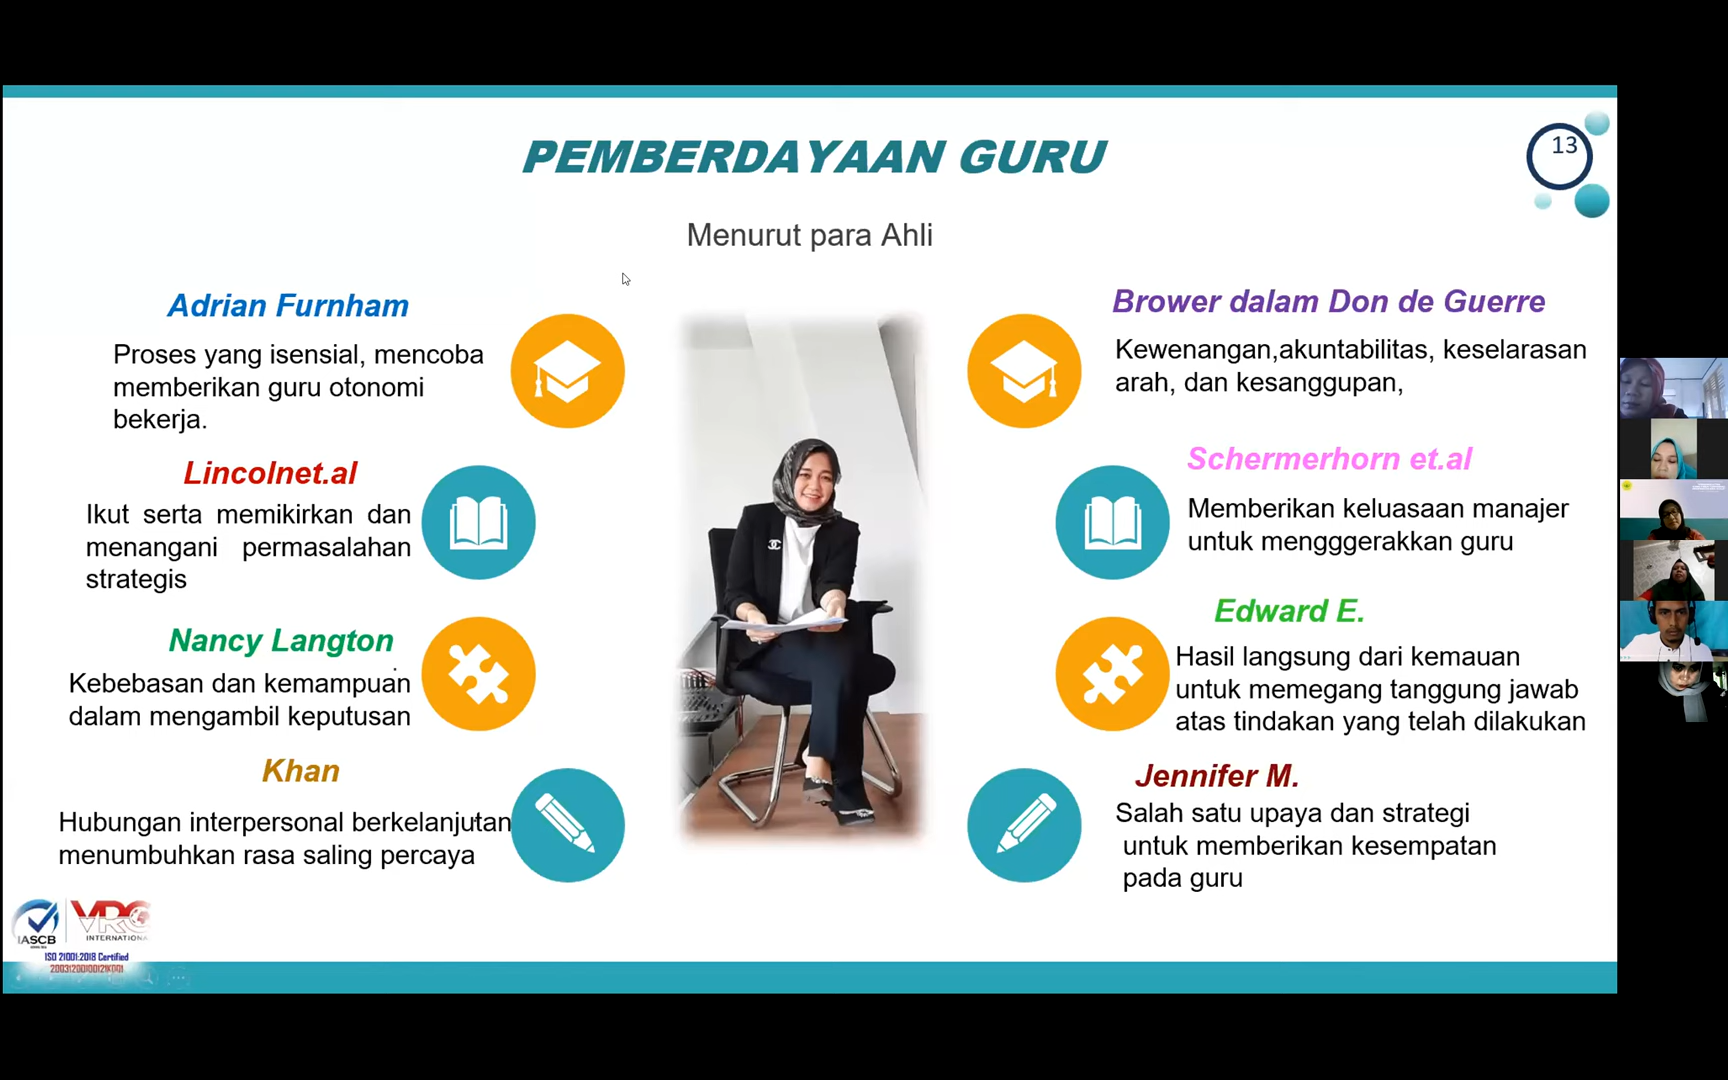 PEMBERDAYAAN GURU
13
Menurut para Ahli
Adrian Furnham
Proses yang isensial, mencoba
memberikan guru otonomi
bekerja.
Lincolnet.al
Ikut serta memikirkan dan
menangani permasalahan
strategis
Nancy Langton
Kebebasan dan kemampuan
dalam mengambil keputusan
Khan
Hubungan interpersonal berkelanjutan
menumbuhkan rasa saling percaya
Brower dalam Don de Guerre
Kewenangan,akuntabilitas, keselarasan
arah, dan kesanggupan,
Schermerhorn et.al
Memberikan keluasaan manajer
untuk mengggerakkan guru
Edward E.
Hasil langsung dari kemauan
untuk memegang tanggung jawab
atas tindakan yang telah dilakukan
Jennifer M.
Salah satu upaya dan strategi
untuk memberikan kesempatan
pada guru
IASCB
VRC
INTERNATIONA
ISO 21001:2018 Certified